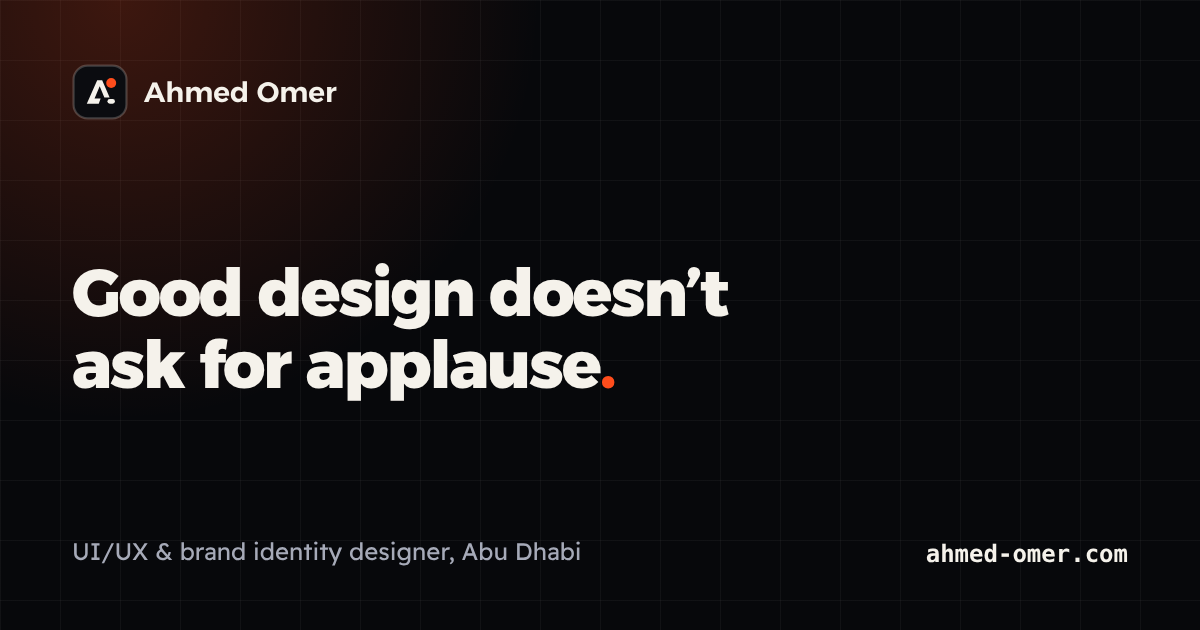 Ahmed Omer
Good design doesn’t
ask for applause.
UI/UX & brand identity designer, Abu Dhabi
ahmed-omer.com